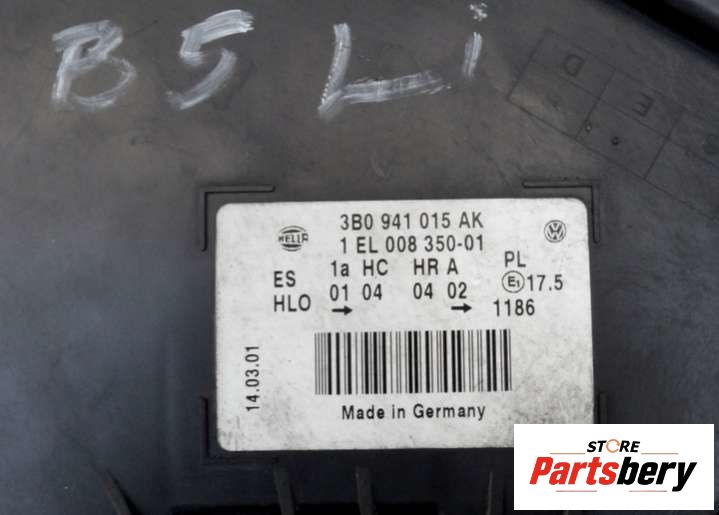 B5 Li
E D
HELLA
3B0 941 015 AK
1 EL 008 350-01
ES 1a HC HR A PL
HLO 01 04 04 02 E1 17.5
→ → 1186
14.03.01
Made in Germany
STORE
Partsbery